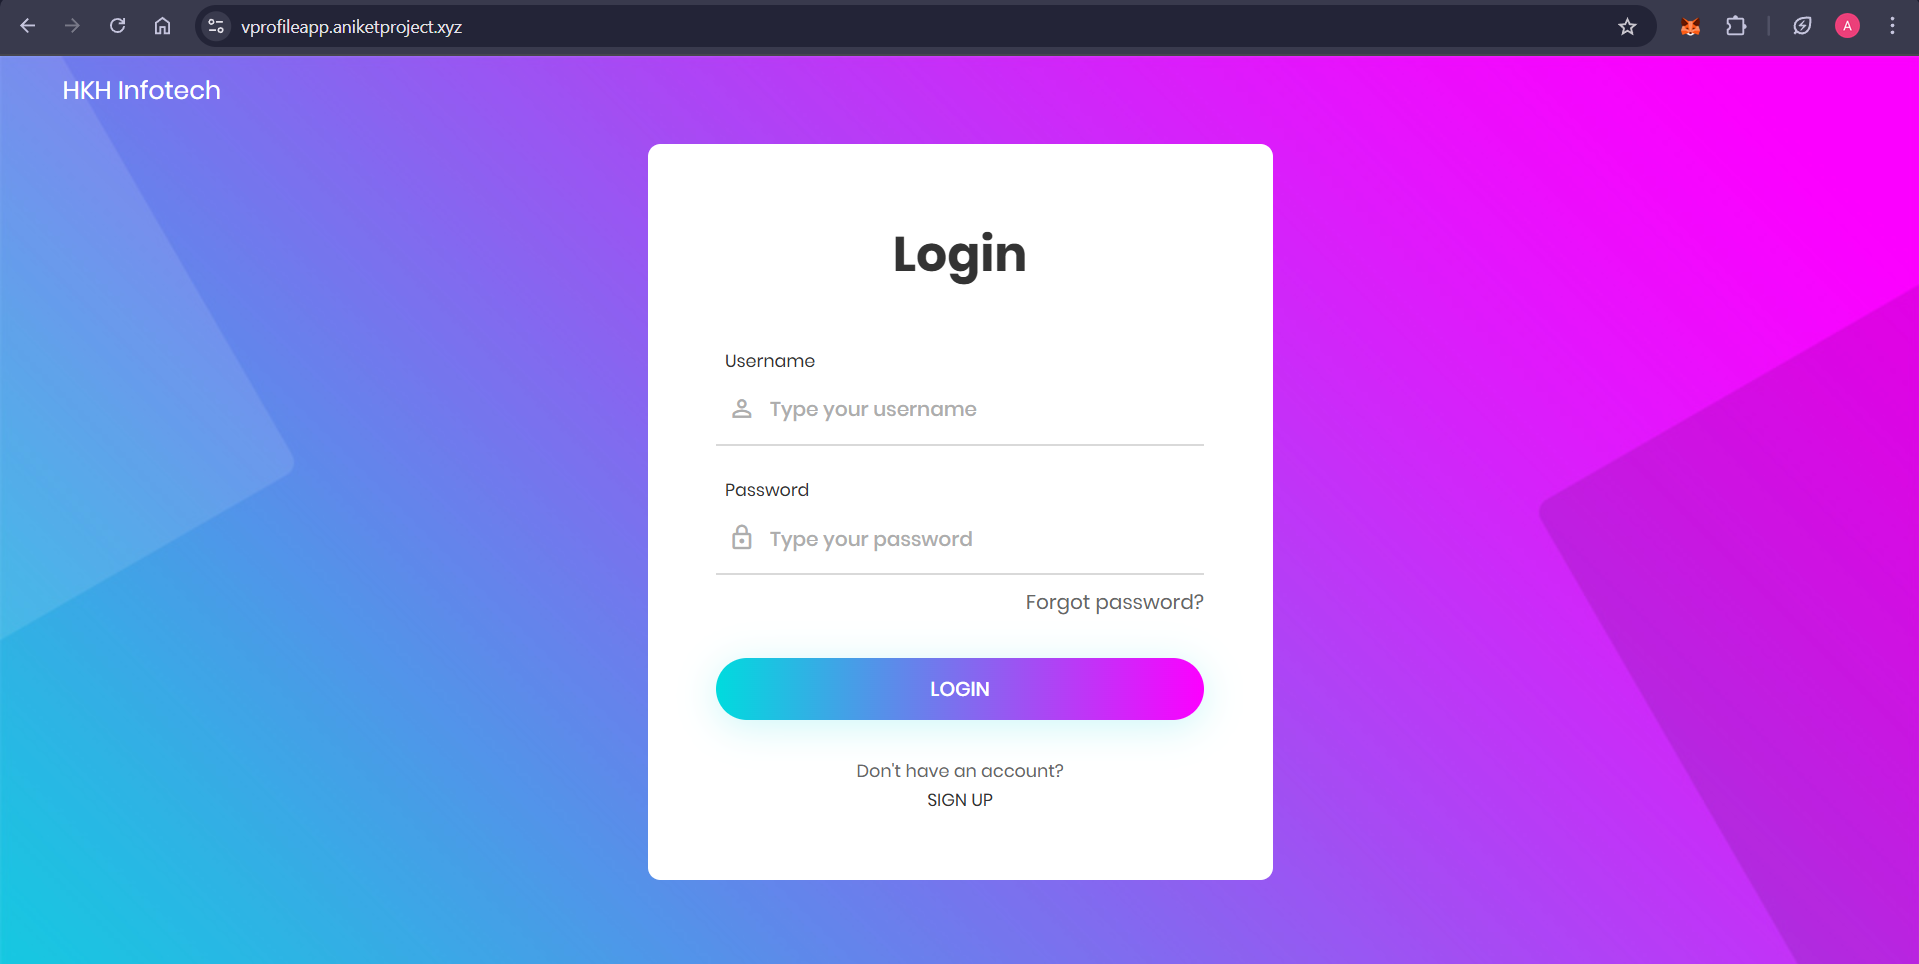 vprofileapp.aniketproject.xyz
A
HKH Infotech
Login
Username
Type your username
Password
Type your password
Forgot password?
LOGIN
Don't have an account?
SIGN UP